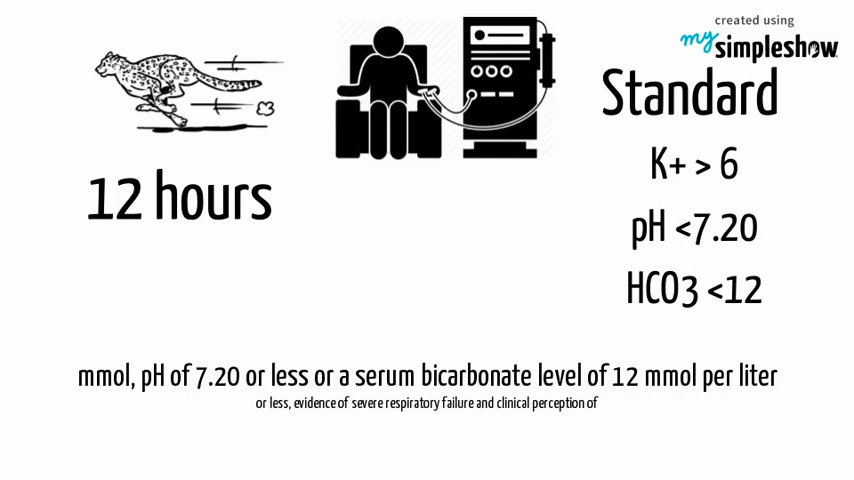 created using
mysimpleshow
Standard
K+ > 6
12 hours
pH <7.20
HCO3 <12
mmol, pH of 7.20 or less or a serum bicarbonate level of 12 mmol per liter
or less, evidence of severe respiratory failure and clinical perception of